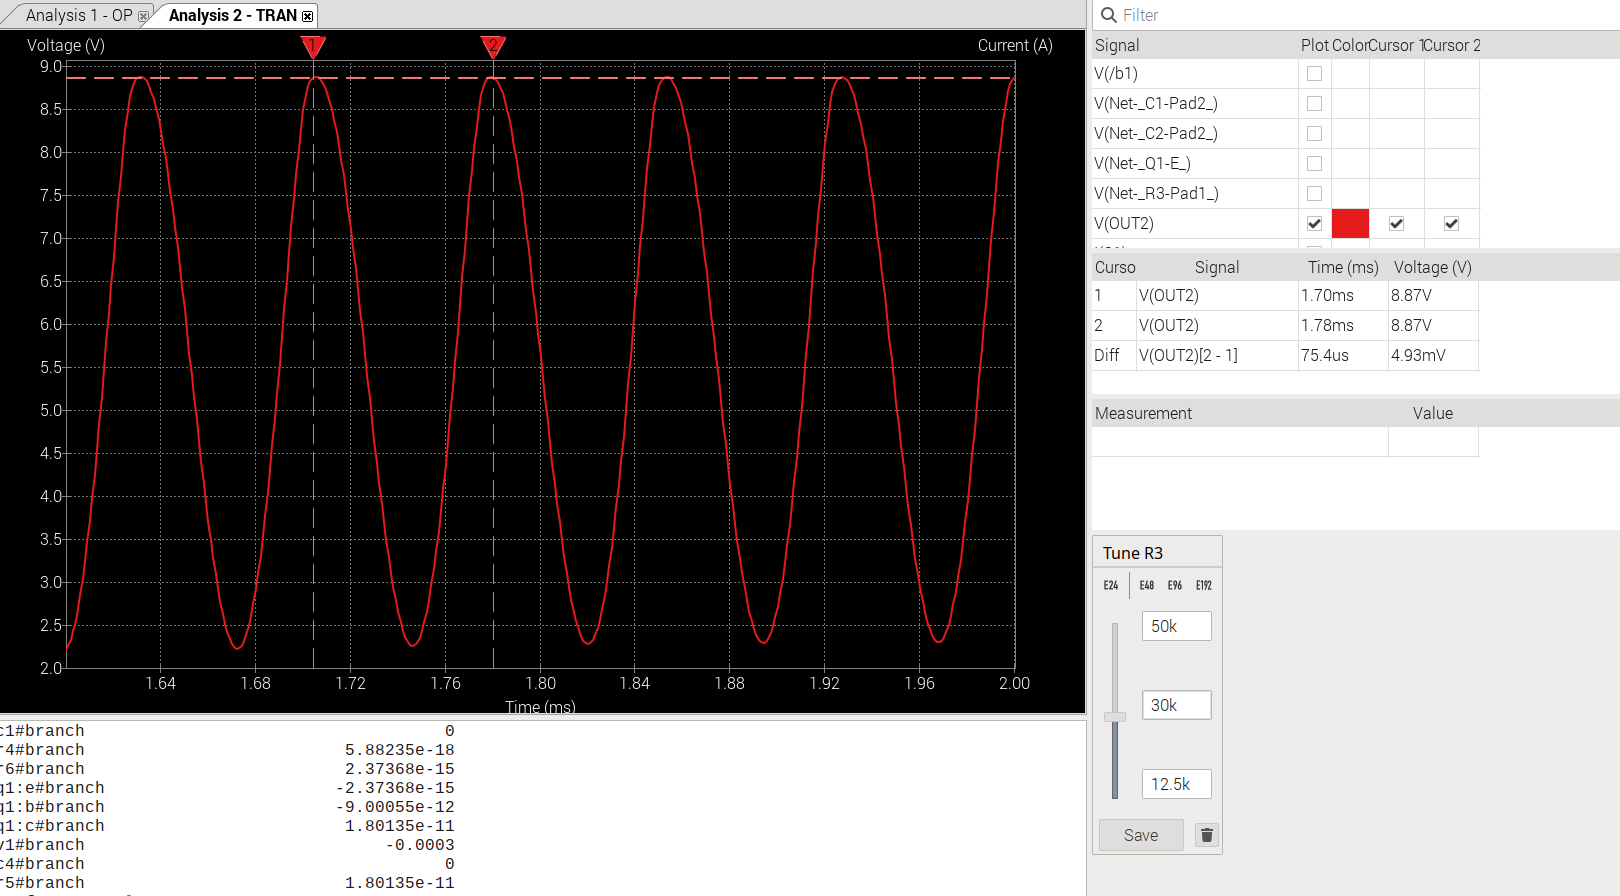 Analysis 1 - OP
Analysis 2 - TRAN
Voltage (V)
1
2
Current (A)
9.0
8.5
8.0
7.5
7.0
6.5
6.0
5.5
5.0
4.5
4.0
3.5
3.0
2.5
2.0
1.64 1.68 1.72 1.76 1.80 1.84 1.88 1.92 1.96 2.00
Time (ms)
c1#branch 0
r4#branch 5.88235e-18
r6#branch 2.37368e-15
q1:e#branch -2.37368e-15
q1:b#branch -9.00055e-12
q1:c#branch 1.80135e-11
v1#branch -0.0003
c4#branch 0
r5#branch 1.80135e-11
Filter
Signal Plot Color Cursor 1 Cursor 2
V(/b1)
V(Net-_C1-Pad2_)
V(Net-_C2-Pad2_)
V(Net-_Q1-E_)
V(Net-_R3-Pad1_)
V(OUT2)
Curso Signal Time (ms) Voltage (V)
1 V(OUT2) 1.70ms 8.87V
2 V(OUT2) 1.78ms 8.87V
Diff V(OUT2)[2 - 1] 75.4us 4.93mV
Measurement Value
Tune R3
E24 E48 E96 E192
50k
30k
12.5k
Save